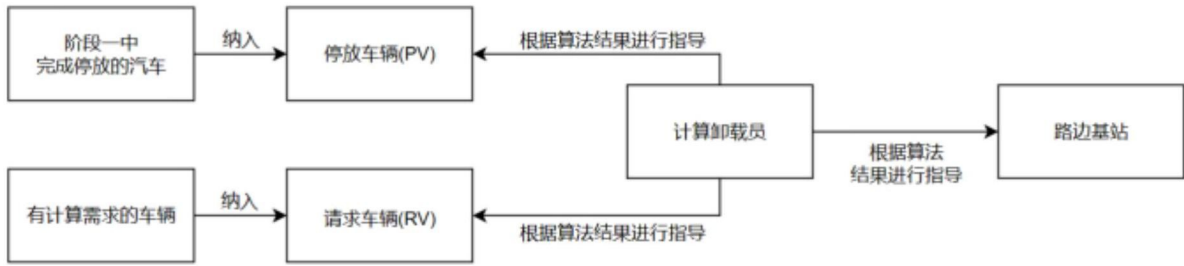 阶段一中
完成停放的汽车
纳入
停放车辆(PV)
根据算法结果进行指导
计算卸载员
根据算法
结果进行指导
路边基站
有计算需求的车辆
纳入
请求车辆(RV)
根据算法结果进行指导